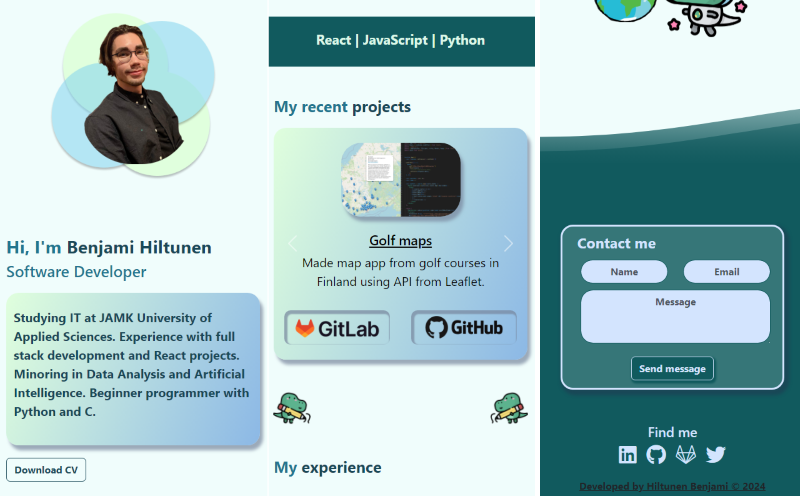 Hi, I'm Benjami Hiltunen
Software Developer
Studying IT at JAMK University of
Applied Sciences. Experience with full
stack development and React projects.
Minoring in Data Analysis and Artificial
Intelligence. Beginner programmer with
Python and C.
Download CV
React | JavaScript | Python
My recent projects
Golf maps
Made map app from golf courses in
Finland using API from Leaflet.
GitLab
GitHub
My experience
Contact me
Name
Email
Message
Send message
Find me
in
Developed by Hiltunen Benjami © 2024